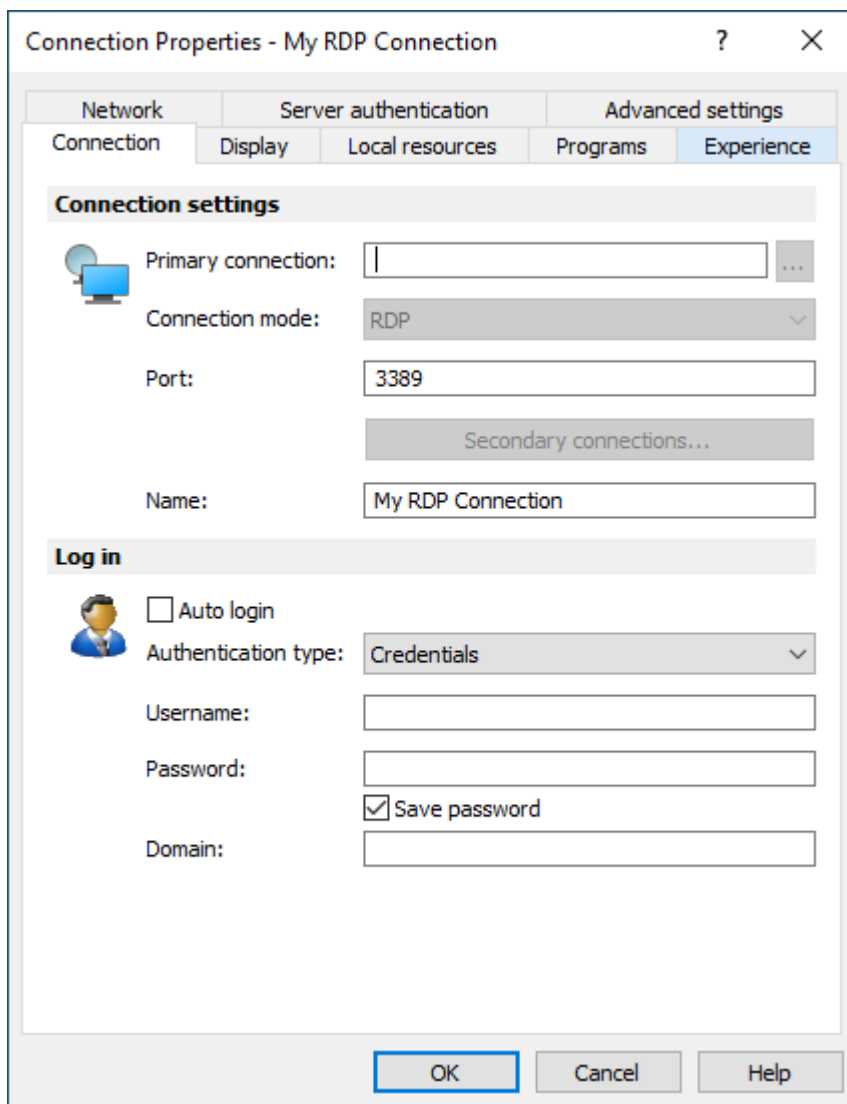 Connection Properties - My RDP Connection ? X
Network Server authentication Advanced settings
Connection Display Local resources Programs Experience
Connection settings
Primary connection: ...
Connection mode: RDP
Port: 3389
Secondary connections...
Name: My RDP Connection
Log in
Auto login
Authentication type: Credentials
Username:
Password:
Save password
Domain:
OK Cancel Help